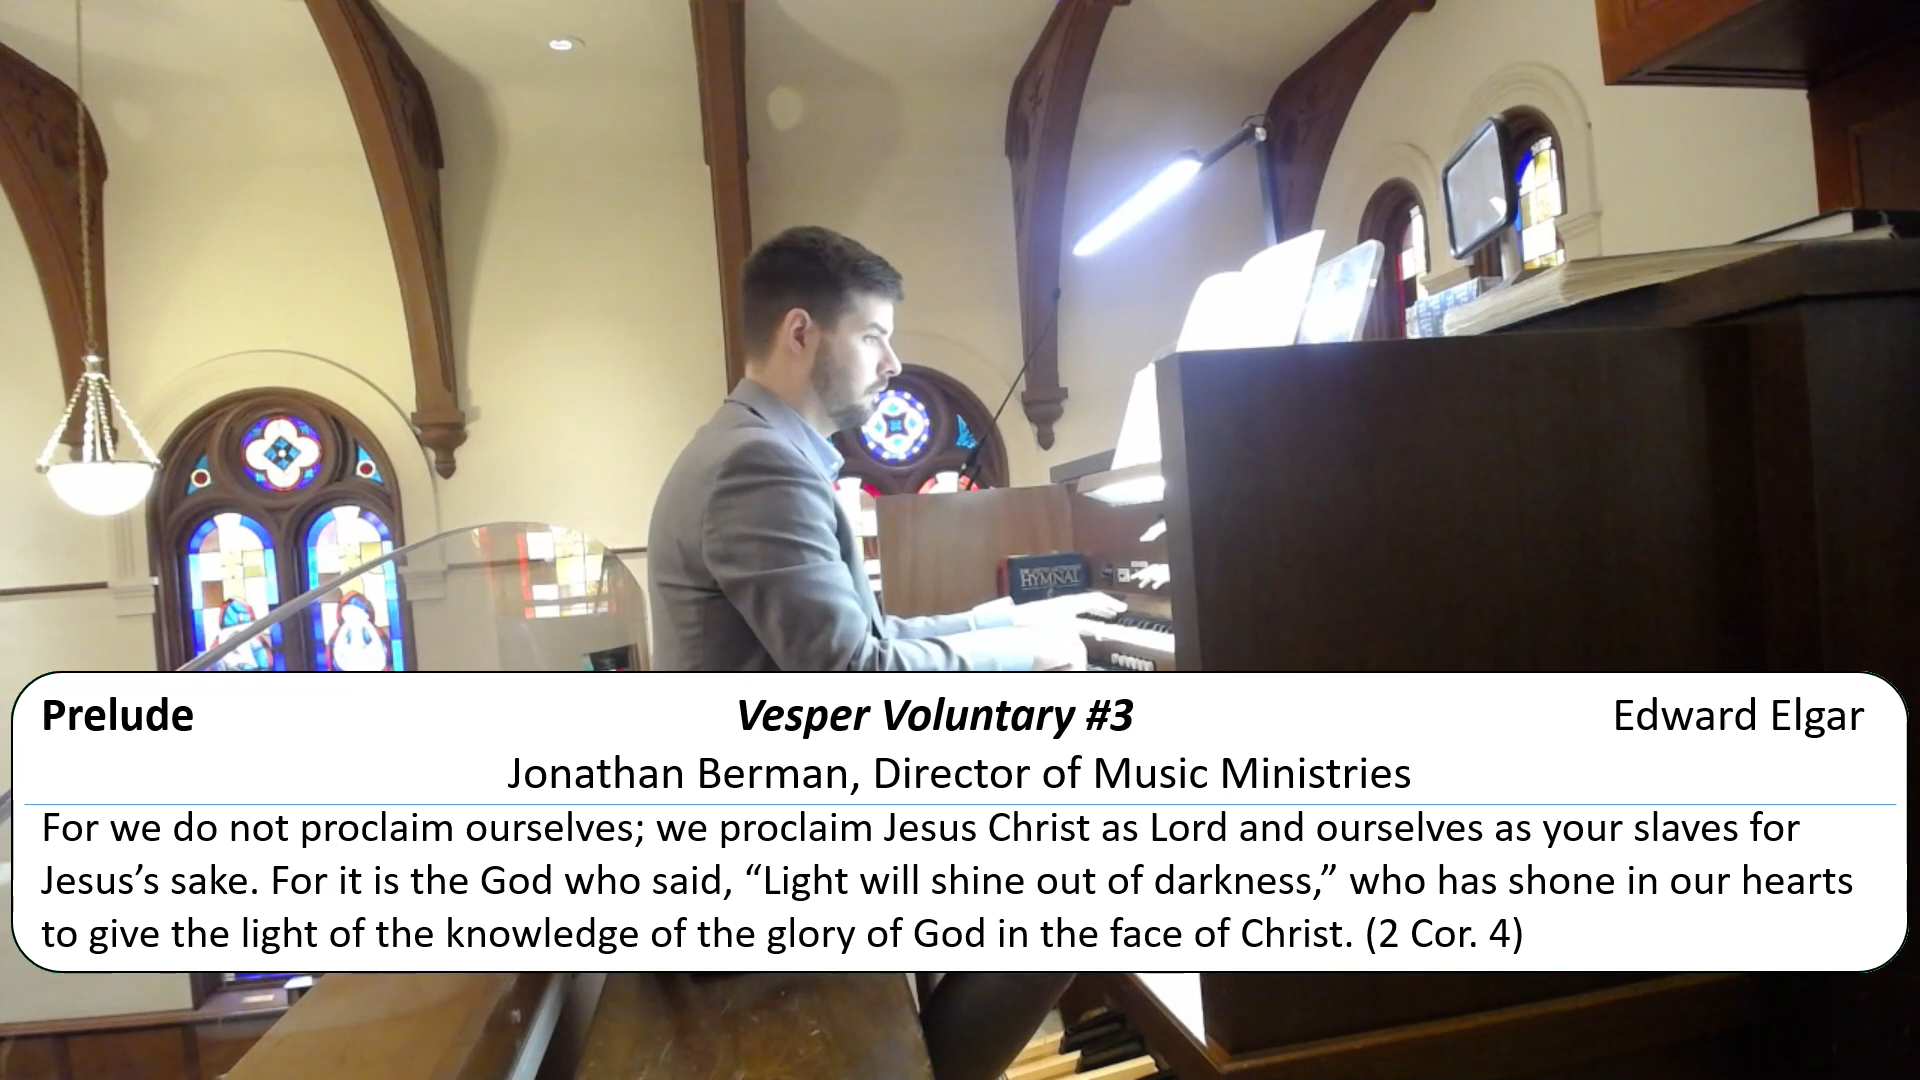 THE UNITED METHODIST
HYMNAL
Prelude Vesper Voluntary #3 Edward Elgar
Jonathan Berman, Director of Music Ministries
For we do not proclaim ourselves; we proclaim Jesus Christ as Lord and ourselves as your slaves for
Jesus’s sake. For it is the God who said, “Light will shine out of darkness,” who has shone in our hearts
to give the light of the knowledge of the glory of God in the face of Christ. (2 Cor. 4)